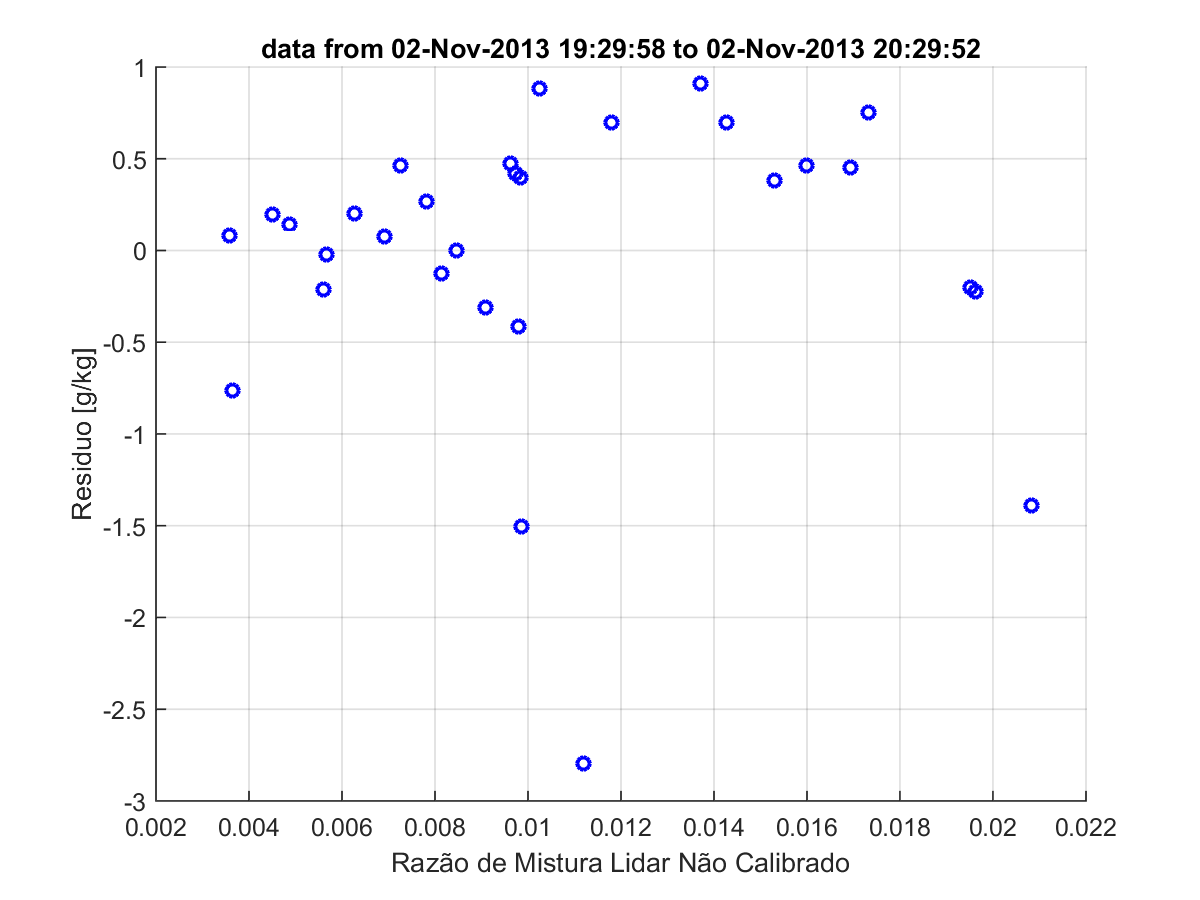 data from 02-Nov-2013 19:29:58 to 02-Nov-2013 20:29:52
1
0.5
0
-0.5
-1
-1.5
-2
-2.5
-3
Residuo [g/kg]
0.002 0.004 0.006 0.008 0.01 0.012 0.014 0.016 0.018 0.02 0.022
Razão de Mistura Lidar Não Calibrado